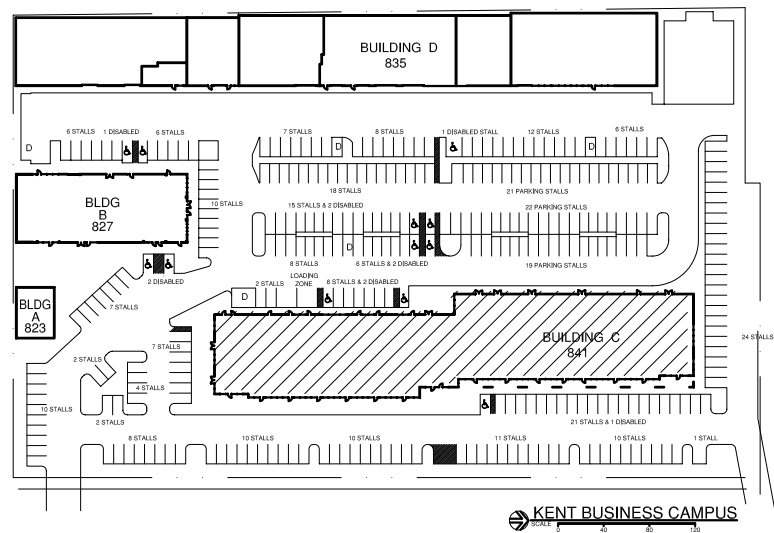 BUILDING D
835
6 STALLS
1 DISABLED
6 STALLS
7 STALLS
8 STALLS
1 DISABLED STALL
12 STALLS
6 STALLS
D
D
D
18 STALLS
21 PARKING STALLS
BLDG
B
827
10 STALLS
15 STALLS & 2 DISABLED
22 PARKING STALLS
D
8 STALLS
6 STALLS & 2 DISABLED
19 PARKING STALLS
2 DISABLED
LOADING
ZONE
2 STALLS
6 STALLS & 2 DISABLED
D
BLDG
A
823
7 STALLS
BUILDING C
841
24 STALLS
7 STALLS
2 STALLS
4 STALLS
10 STALLS
2 STALLS
21 STALLS & 1 DISABLED
8 STALLS
10 STALLS
10 STALLS
11 STALLS
10 STALLS
1 STALL
KENT BUSINESS CAMPUS
SCALE
0 40 80 120